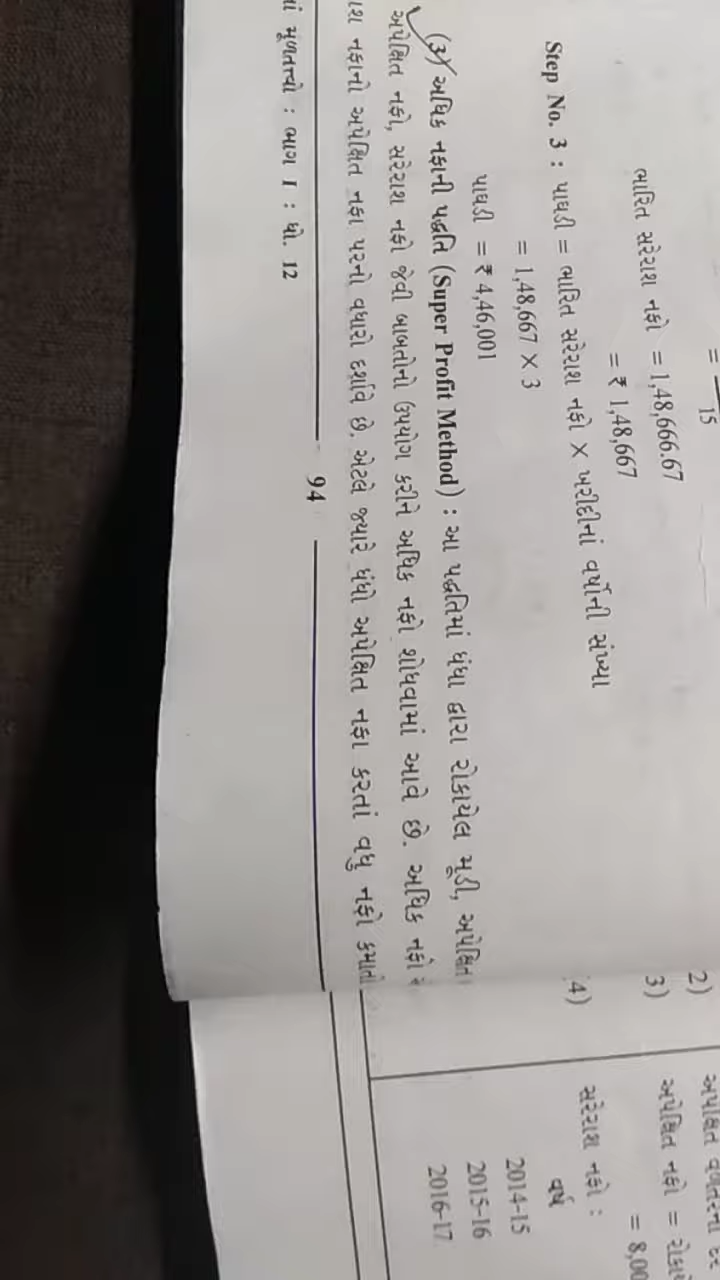 = 
15
ભારિત સરેરાશ નફો = 1,48,666.67
= ₹ 1,48,667
Step No. 3 : પાઘડી = ભારિત સરેરાશ નફો × ખરીદીનાં વર્ષોની સંખ્યા
= 1,48,667 × 3
પાઘડી = ₹ 4,46,001
(3) અધિક નફાની પદ્ધતિ (Super Profit Method) : આ પદ્ધતિમાં ધંધા દ્વારા રોકાયેલ મૂડી, અપેક્ષિત
અપેક્ષિત નફો, સરેરાશ નફો જેવી બાબતોનો ઉપયોગ કરીને અધિક નફો શોધવામાં આવે છે. અધિક નફો
નફાનો અપેક્ષિત નફા પરનો વધારો દર્શાવે છે. એટલે જ્યારે ધંધો અપેક્ષિત નફા કરતાં વધુ નફો કમાતો
94
મૂળતત્ત્વો : ભાગ I : ધો. 12
2)
3) અપેક્ષિત નફો =
= 8,00
4) સરેરાશ નફો :
વર્ષ
2014-15
2015-16
2016-17